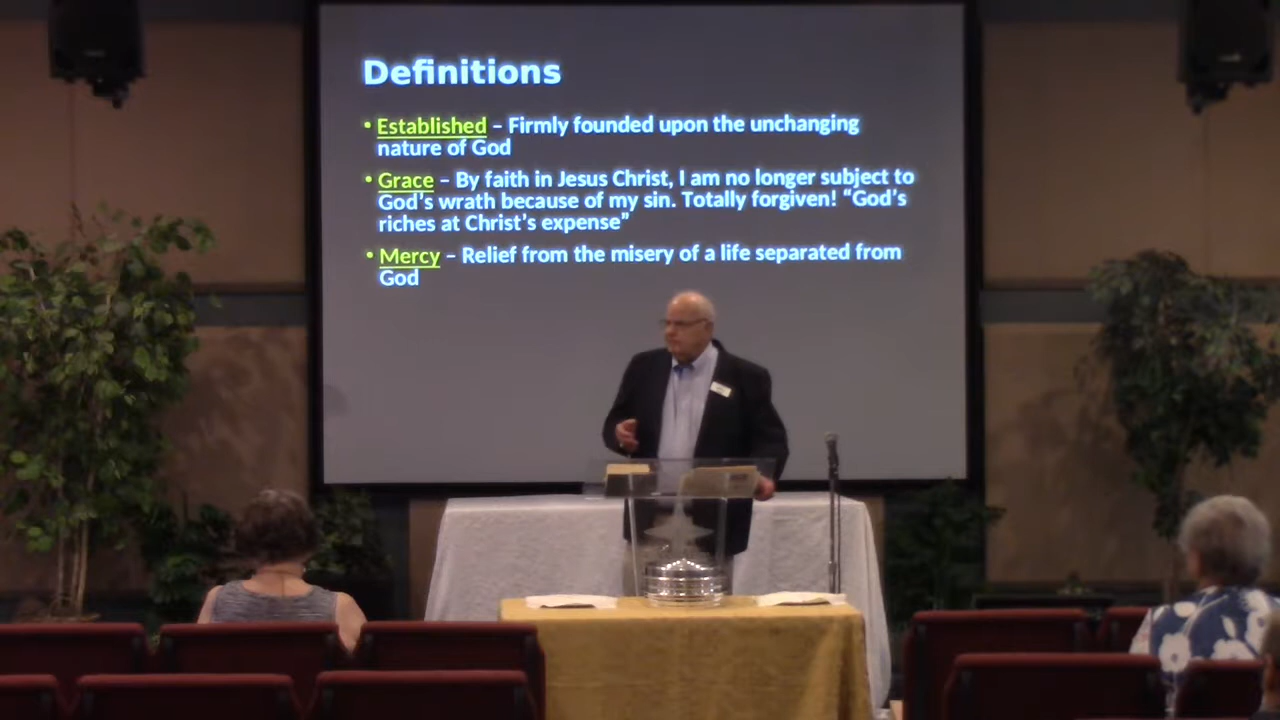 Definitions
• Established – Firmly founded upon the unchanging
nature of God
• Grace – By faith in Jesus Christ, I am no longer subject to
God's wrath because of my sin. Totally forgiven! “God's
riches at Christ's expense”
• Mercy – Relief from the misery of a life separated from
God